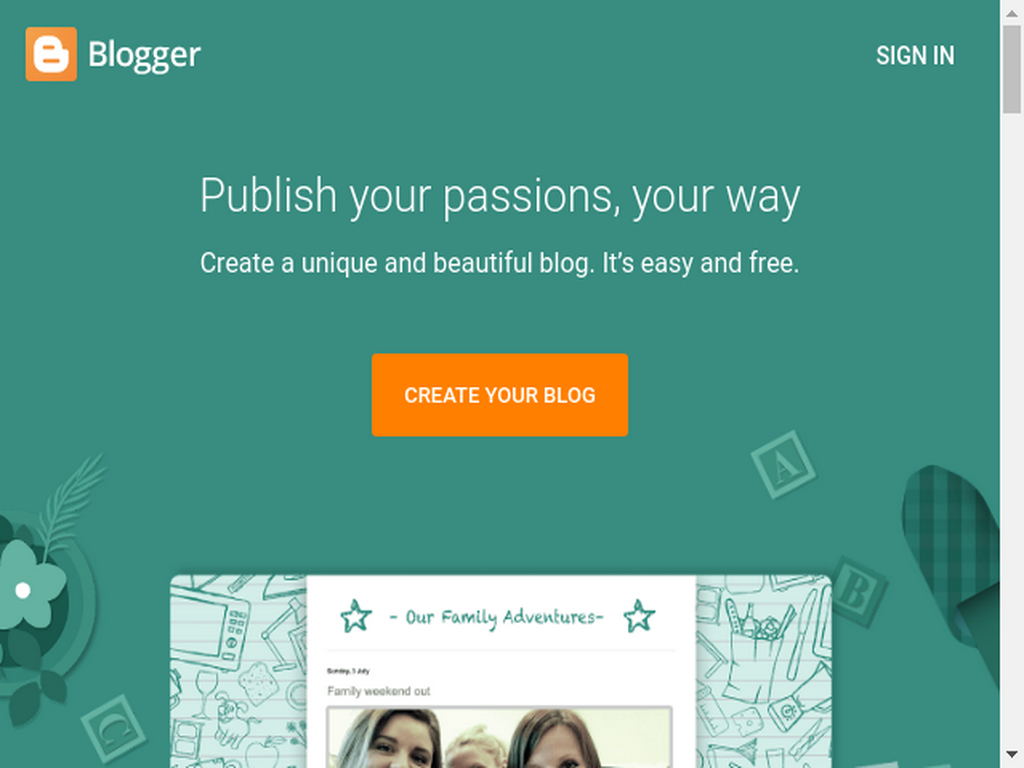 Blogger
SIGN IN
Publish your passions, your way
Create a unique and beautiful blog. It's easy and free.
CREATE YOUR BLOG
A
B
C
- Our Family Adventures-
Sunday, 1 July
Family weekend out